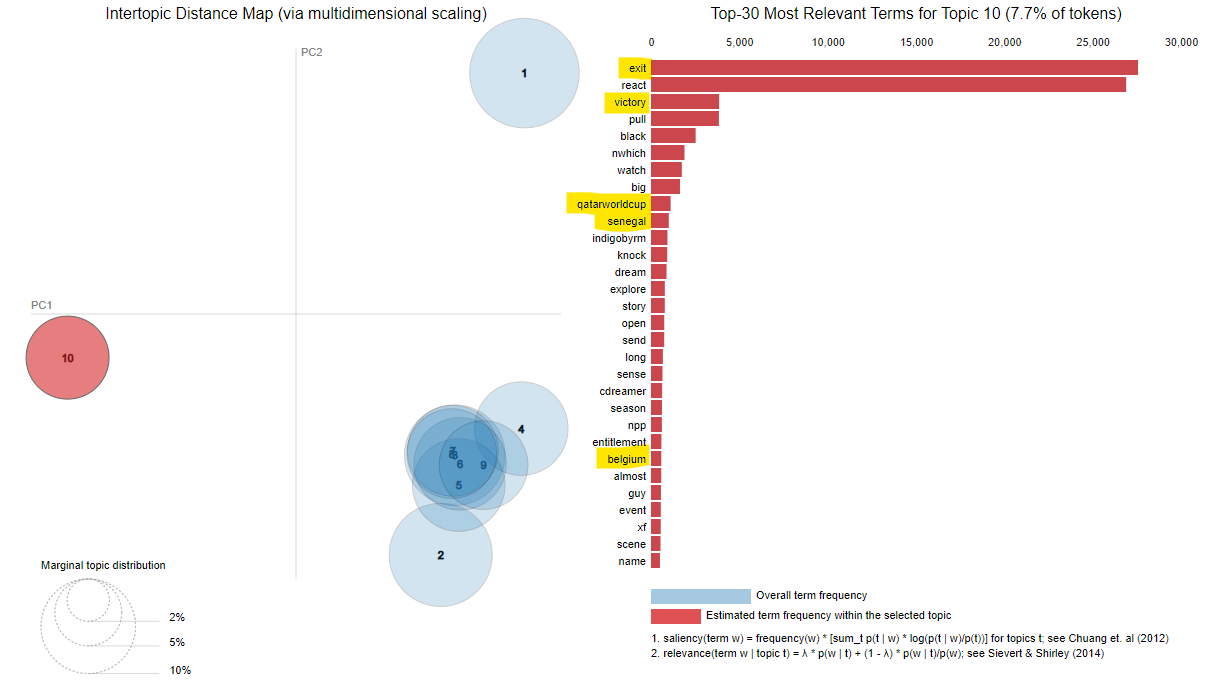 Intertopic Distance Map (via multidimensional scaling)
PC2
PC1
1
10
4
6
9
5
2
Marginal topic distribution
2%
5%
10%
Top-30 Most Relevant Terms for Topic 10 (7.7% of tokens)
0 5,000 10,000 15,000 20,000 25,000 30,000
exit
react
victory
pull
black
nwhich
watch
big
qatarworldcup
senegal
indigobyrm
knock
dream
explore
story
open
send
long
sense
cdreamer
season
npp
entitlement
belgium
almost
guy
event
xf
scene
name
Overall term frequency
Estimated term frequency within the selected topic
1. saliency(term w) = frequency(w) * [sum_t p(t | w) * log(p(t | w)/p(t))] for topics t; see Chuang et. al (2012)
2. relevance(term w | topic t) = λ * p(w | t) + (1 - λ) * p(w | t)/p(w); see Sievert & Shirley (2014)